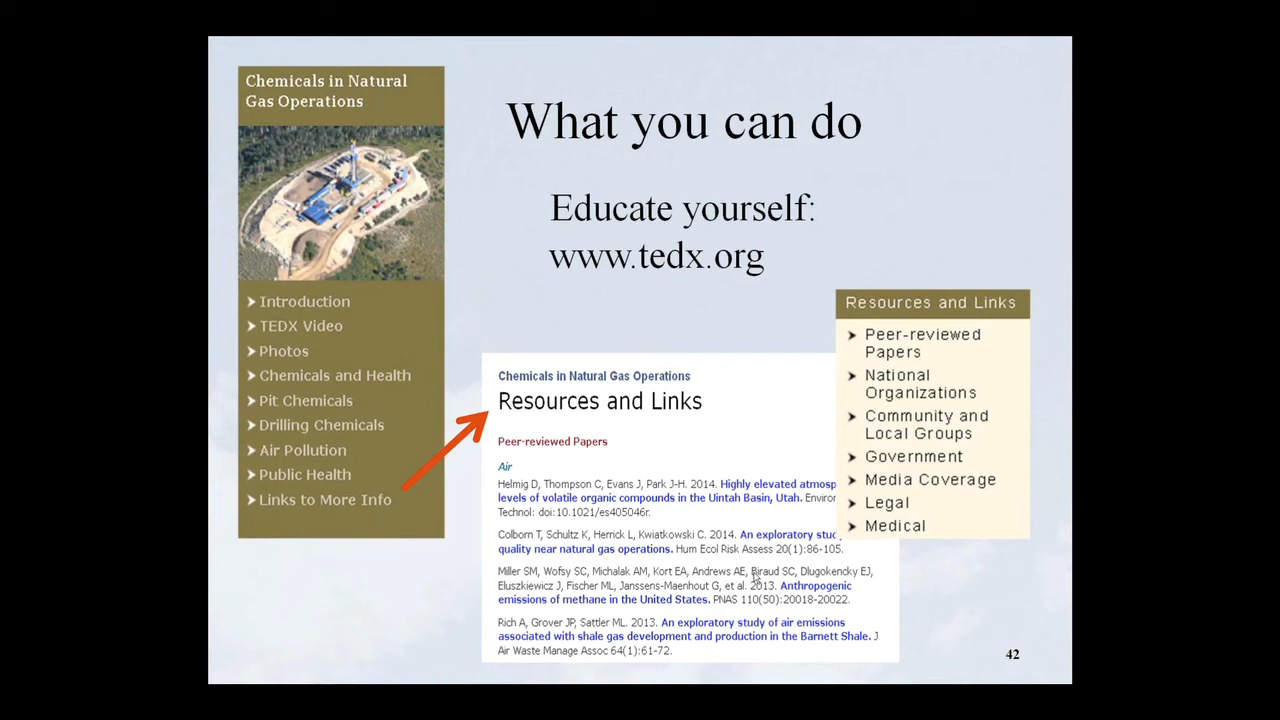 Chemicals in Natural
Gas Operations
➤ Introduction
➤ TEDX Video
➤ Photos
➤ Chemicals and Health
➤ Pit Chemicals
➤ Drilling Chemicals
➤ Air Pollution
➤ Public Health
➤ Links to More Info
What you can do
Educate yourself:
www.tedx.org
Chemicals in Natural Gas Operations
Resources and Links
Peer-reviewed Papers
Air
Helmig D, Thompson C, Evans J, Park J-H. 2014. Highly elevated
levels of volatile organic compounds in the Uintah Basin, Utah.
Technol: doi:10.1021/es405046r.
Colborn T, Schultz K, Herrick L, Kwiatkowski C. 2014. An exploratory
quality near natural gas operations. Hum Ecol Risk Assess 20(1):86-105.
Miller SM, Wofsy SC, Michalak AM, Kort EA, Andrews AE, Biraud SC, Dlugokencky EJ,
Eluszkiewicz J, Fischer ML, Janssens-Maenhout G, et al. 2013. Anthropogenic
emissions of methane in the United States. PNAS 110(50):20018-20022.
Rich A, Grover JP, Sattler ML. 2013. An exploratory study of air emissions
associated with shale gas development and production in the Barnett Shale. J
Air Waste Manage Assoc 64(1):61-72.
Resources and Links
➤ Peer-reviewed
Papers
➤ National
Organizations
➤ Community and
Local Groups
➤ Government
➤ Media Coverage
➤ Legal
➤ Medical
42